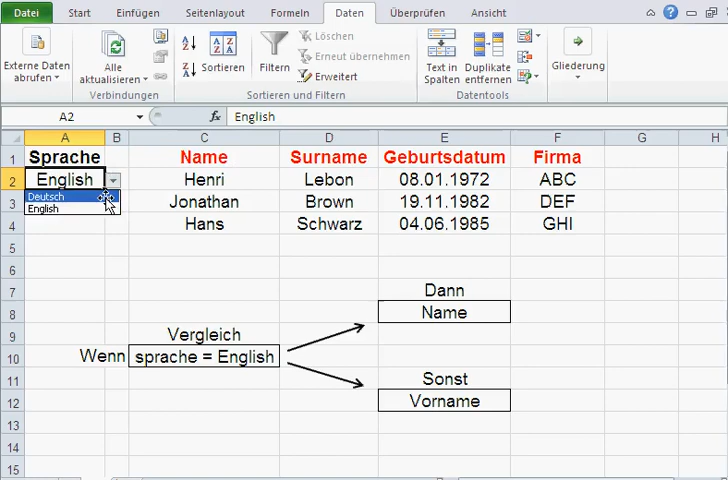 Datei Start Einfügen Seitenlayout Formeln Daten Überprüfen Ansicht
Externe Daten abrufen
Alle aktualisieren
Verbindungen
Sortieren
Filtern
Löschen
Erneut übernehmen
Erweitert
Sortieren und Filtern
Text in Spalten
Duplikate entfernen
Datentools
Gliederung
A2 fx English
A B C D E F G H
1 Sprache Name Surname Geburtsdatum Firma
2 English Henri Lebon 08.01.1972 ABC
Deutsch
English
3 Jonathan Brown 19.11.1982 DEF
4 Hans Schwarz 04.06.1985 GHI
5
6
7 Dann
8 Name
9 Vergleich
10 Wenn sprache = English
11 Sonst
12 Vorname
13
14
15